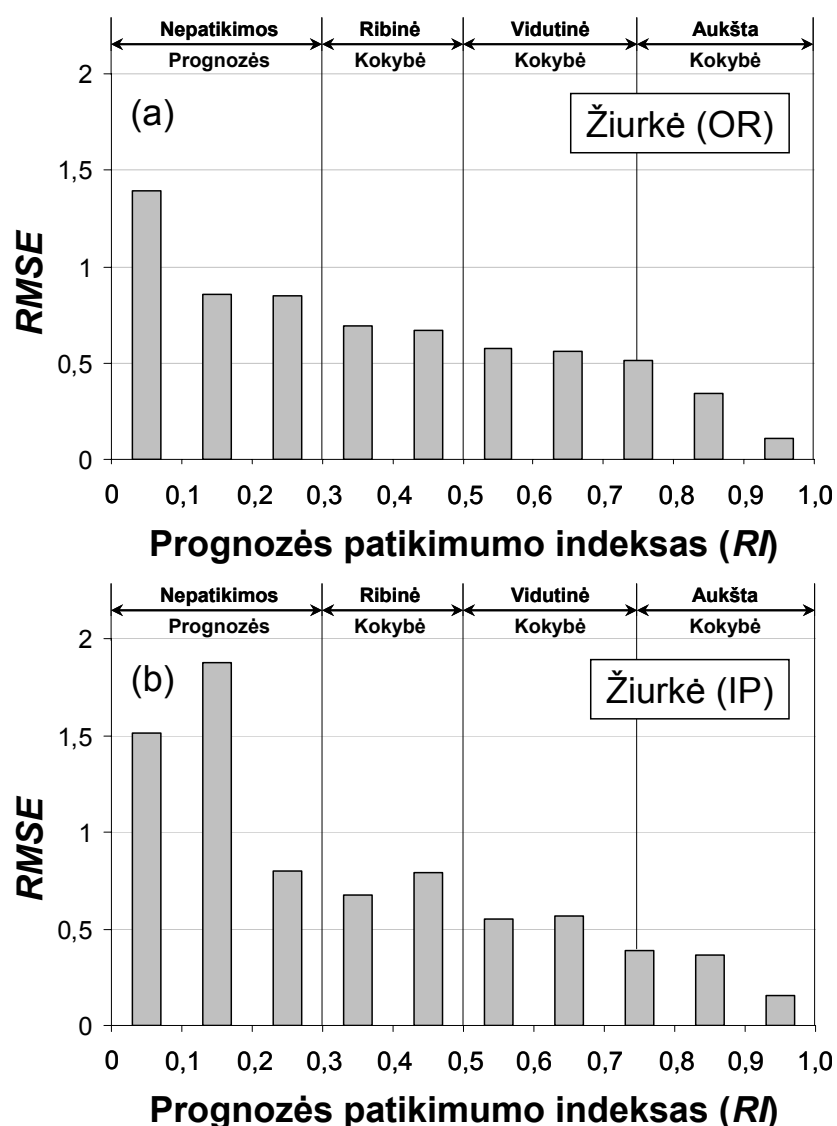 Nepatikimos Ribinė Vidutinė Aukšta
Prognozės Kokybė Kokybė Kokybė
2
(a)
Žiurkė (OR)
1,5
1
0,5
0
RMSE
0 0,1 0,2 0,3 0,4 0,5 0,6 0,7 0,8 0,9 1,0
Prognozės patikimumo indeksas (RI)
Nepatikimos Ribinė Vidutinė Aukšta
Prognozės Kokybė Kokybė Kokybė
2
(b)
Žiurkė (IP)
1,5
1
0,5
0
RMSE
0 0,1 0,2 0,3 0,4 0,5 0,6 0,7 0,8 0,9 1,0
Prognozės patikimumo indeksas (RI)